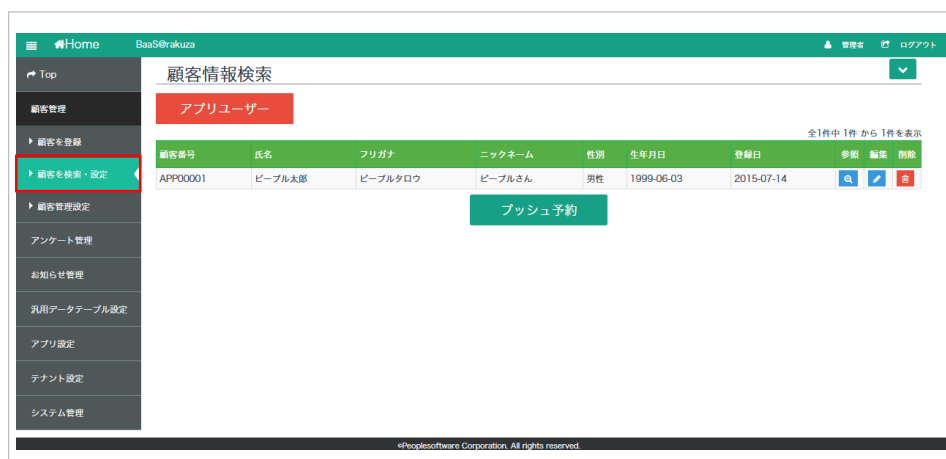 Home BaaS@rakuza 管理者 ログアウト
Top
顧客管理
顧客を登録
顧客を検索・設定
顧客管理設定
アンケート管理
お知らせ管理
汎用データテーブル設定
アプリ設定
テナント設定
システム管理
顧客情報検索
アプリユーザー
全1件中 1件 から 1件を表示
顧客番号 氏名 フリガナ ニックネーム 性別 生年月日 登録日 参照 編集 削除
APP00001 ピープル太郎 ピープルタロウ ピープルさん 男性 1999-06-03 2015-07-14
プッシュ予約
©Peoplesoftware Corporation. All rights reserved.